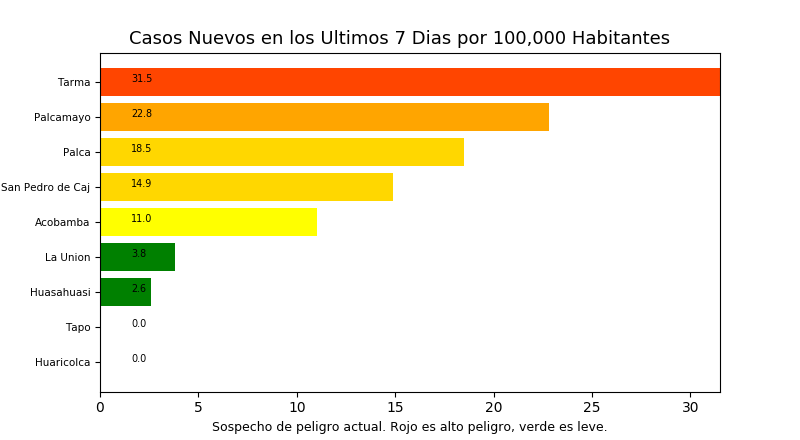 Casos Nuevos en los Ultimos 7 Dias por 100,000 Habitantes
Tarma 31.5
Palcamayo 22.8
Palca 18.5
San Pedro de Caj 14.9
Acobamba 11.0
La Union 3.8
Huasahuasi 2.6
Tapo 0.0
Huaricolca 0.0
0 5 10 15 20 25 30
Sospecho de peligro actual. Rojo es alto peligro, verde es leve.